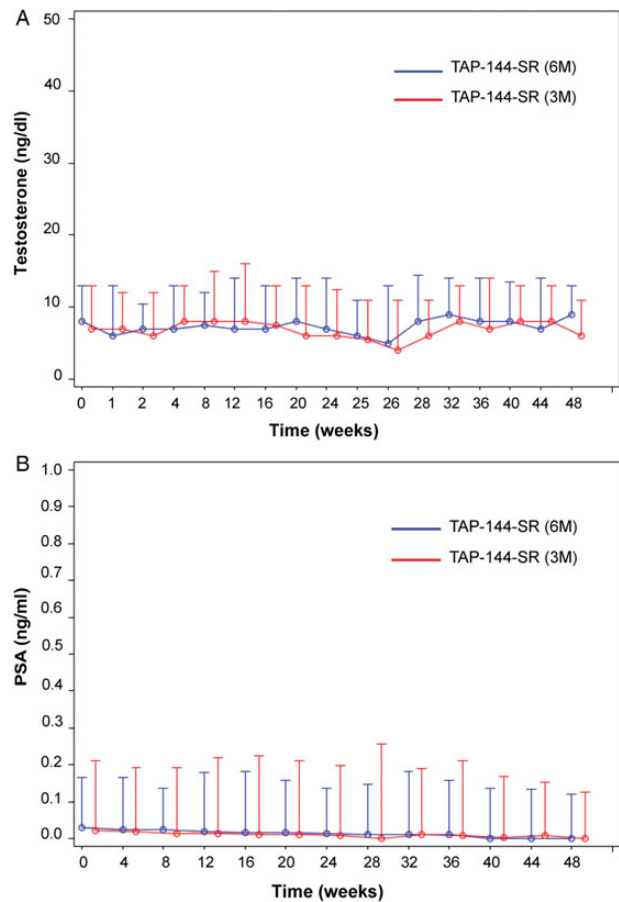 A
50
40
30
20
10
0
Testosterone (ng/dl)
TAP-144-SR (6M)
TAP-144-SR (3M)
0 1 2 4 8 12 16 20 24 25 26 28 32 36 40 44 48
Time (weeks)
B
1.0
0.9
0.8
0.7
0.6
0.5
0.4
0.3
0.2
0.1
0.0
PSA (ng/ml)
TAP-144-SR (6M)
TAP-144-SR (3M)
0 4 8 12 16 20 24 28 32 36 40 44 48
Time (weeks)